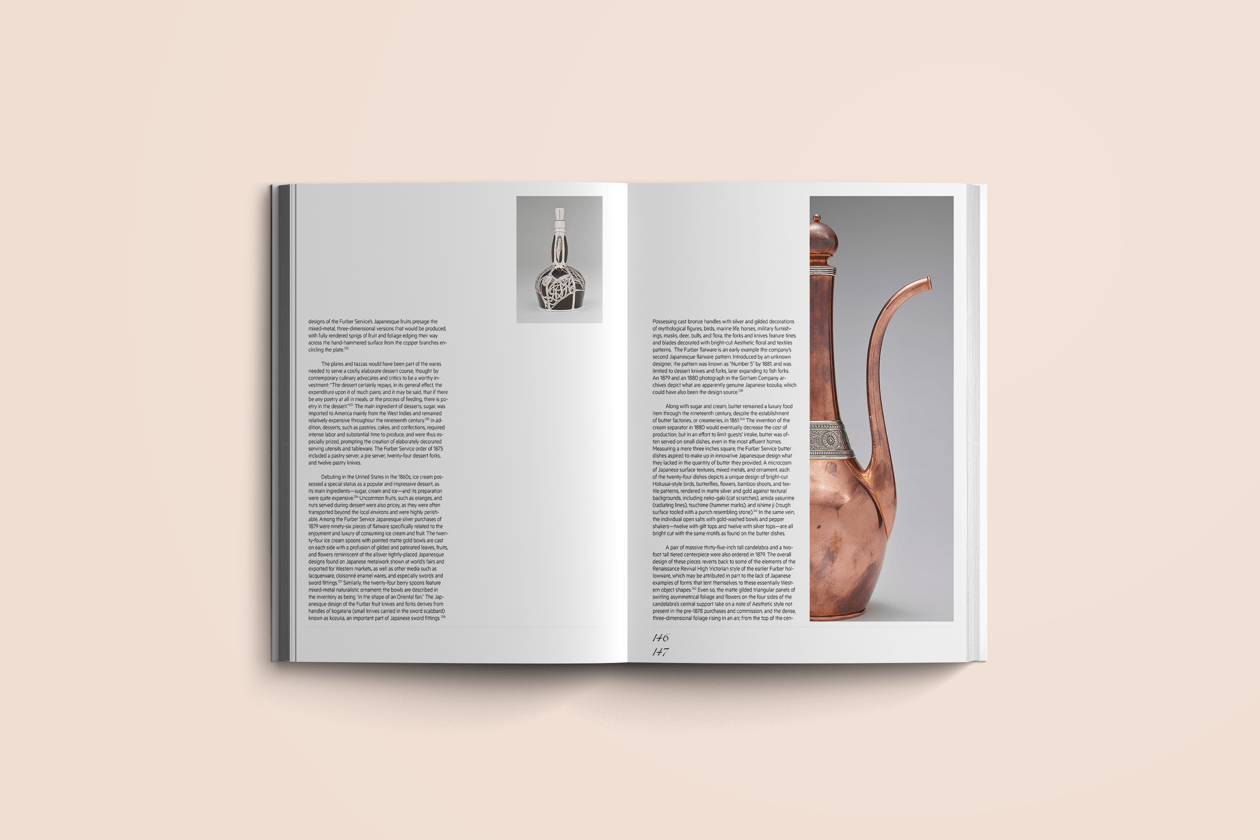 designs of the Furber Service's Japanesque fruits presage the
mixed-metal, three-dimensional versions that would be produced,
with fully rendered sprigs of fruit and foliage edging their way
across the hand-hammered surface from the copper branches en-
circling the plate.
The plates and tazzas would have been part of the wares
needed to serve a costly, elaborate dessert course, thought by
contemporary culinary advocates and critics to be a worthy in-
vestment: "The dessert certainly repays, in its general effect, the
expenditure upon it of much pains; and it may be said, that if there
be any poetry at all in meals, or the process of feeding, there is po-
etry in the dessert." The main ingredient of desserts, sugar, was
imported to America mainly from the West Indies and remained
relatively expensive throughout the nineteenth century. In ad-
dition, desserts, such as pastries, cakes, and confections, required
intense labor and substantial time to produce, and were thus es-
pecially prized, prompting the creation of elaborately decorated
serving utensils and tableware. The Furber Service order of 1875
included a pastry server, a pie server, twenty-four dessert forks,
and twelve pastry knives.
Debuting in the United States in the 1860s, ice cream pos-
sessed a special status as a popular and impressive dessert, as
its main ingredients—sugar, cream and ice—and its preparation
were quite expensive. Uncommon fruits, such as oranges, and
nuts served during dessert were also pricey, as they were often
transported beyond the local environs and were highly perish-
able. Among the Furber Service Japanesque silver purchases of
1879 were ninety-six pieces of flatware specifically related to the
enjoyment and luxury of consuming ice cream and fruit. The twen-
ty-four ice cream spoons with pointed matte gold bowls are cast
on each side with a profusion of gilded and patinated leaves, fruits,
and flowers reminiscent of the allover tightly-placed Japanesque
designs found on Japanese metalwork shown at world's fairs and
exported for Western markets, as well as other media such as
lacquerware, cloisonné enamel wares, and especially swords and
sword fittings. Similarly, the twenty-four berry spoons feature
mixed-metal naturalistic ornament; the bowls are described in
the inventory as being "in the shape of an Oriental fan." The Jap-
anesque design of the Furber fruit knives and forks derives from
handles of kogatana (small knives carried in the sword scabbard)
known as kozuka, an important part of Japanese sword fittings.
Possessing cast bronze handles with silver and gilded decorations
of mythological figures, birds, marine life, horses, military furnish-
ings, masks, deer, bulls, and flora, the forks and knives feature tines
and blades decorated with bright-cut Aesthetic floral and textiles
patterns. The Furber flatware is an early example the company's
second Japanesque flatware pattern. Introduced by an unknown
designer, the pattern was known as "Number 5" by 1881, and was
limited to dessert knives and forks, later expanding to fish forks.
An 1879 and an 1880 photograph in the Gorham Company ar-
chives depict what are apparently genuine Japanese kozuka, which
could have also been the design source.
Along with sugar and cream, butter remained a luxury food
item through the nineteenth century, despite the establishment
of butter factories, or creameries, in 1861. The invention of the
cream separator in 1880 would eventually decrease the cost of
production, but in an effort to limit guests' intake, butter was of-
ten served on small dishes, even in the most affluent homes.
Measuring a mere three inches square, the Furber Service butter
dishes aspired to make up in innovative Japanesque design what
they lacked in the quantity of butter they provided. A microcosm
of Japanese surface textures, mixed metals, and ornament, each
of the twenty-four dishes depicts a unique design of bright-cut
Hokusai-style birds, butterflies, flowers, bamboo shoots, and tex-
tile patterns, rendered in matte silver and gold against textural
backgrounds, including neko-gaki (cat scratches), amida yasurime
(radiating lines), tsuchime (hammer marks), and ishime ji (rough
surface tooled with a punch resembling stone). In the same vein,
the individual open salts with gold-washed bowls and pepper
shakers—twelve with gilt tops and twelve with silver tops—are all
bright cut with the same motifs as found on the butter dishes.
A pair of massive thirty-five-inch tall candelabra and a two-
foot tall tiered centerpiece were also ordered in 1879. The overall
design of these pieces reverts back to some of the elements of the
Renaissance Revival High Victorian style of the earlier Furber hol-
loware, which may be attributed in part to the lack of Japanese
examples of forms that lent themselves to these essentially West-
ern object shapes. Even so, the matte gilded triangular panels of
swirling asymmetrical foliage and flowers on the four sides of the
candelabra's central support take on a note of Aesthetic style not
present in the pre-1878 purchases and commission, and the dense,
three-dimensional foliage rising in an arc from the top of the cen-
146
147